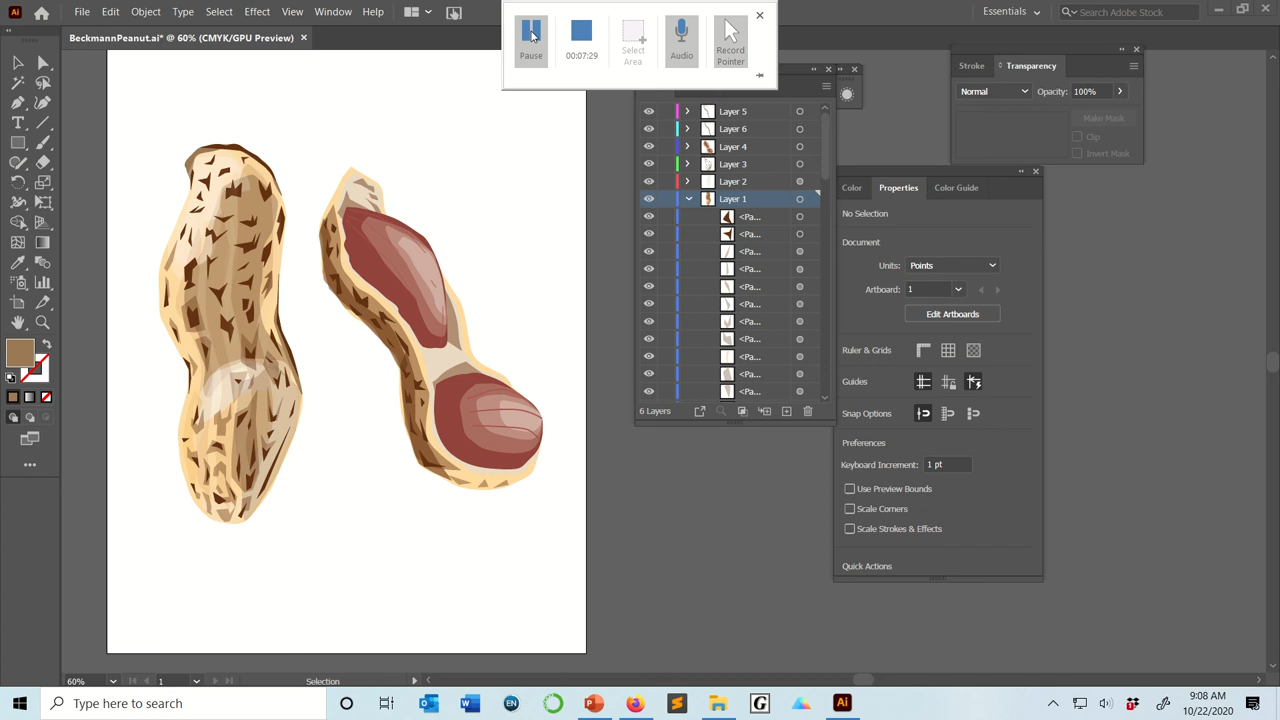 Ai
File
Edit
Object
Type
Select
Effect
View
Window
Help
Essentials
Search Adobe Stock
BeckmannPeanut.ai* @ 60% (CMYK/GPU Preview)
Pause
00:07:29
Select
Area
Audio
Record
Pointer
Layer 5
Layer 6
Layer 4
Layer 3
Layer 2
Layer 1
<Pa...
<Pa...
<Pa...
<Pa...
<Pa...
<Pa...
<Pa...
<Pa...
<Pa...
<Pa...
<Pa...
6 Layers
Stroke
Transparency
Normal
Opacity:
100%
Make Mask
Clip
Invert Mask
Color
Properties
Color Guide
No Selection
Document
Units:
Points
Artboard:
1
Edit Artboards
Ruler & Grids
Guides
Snap Options
Preferences
Keyboard Increment:
1 pt
Use Preview Bounds
Scale Corners
Scale Strokes & Effects
Quick Actions
60%
1
Selection
Type here to search
EN
G
Ai
9:08 AM
10/22/2020